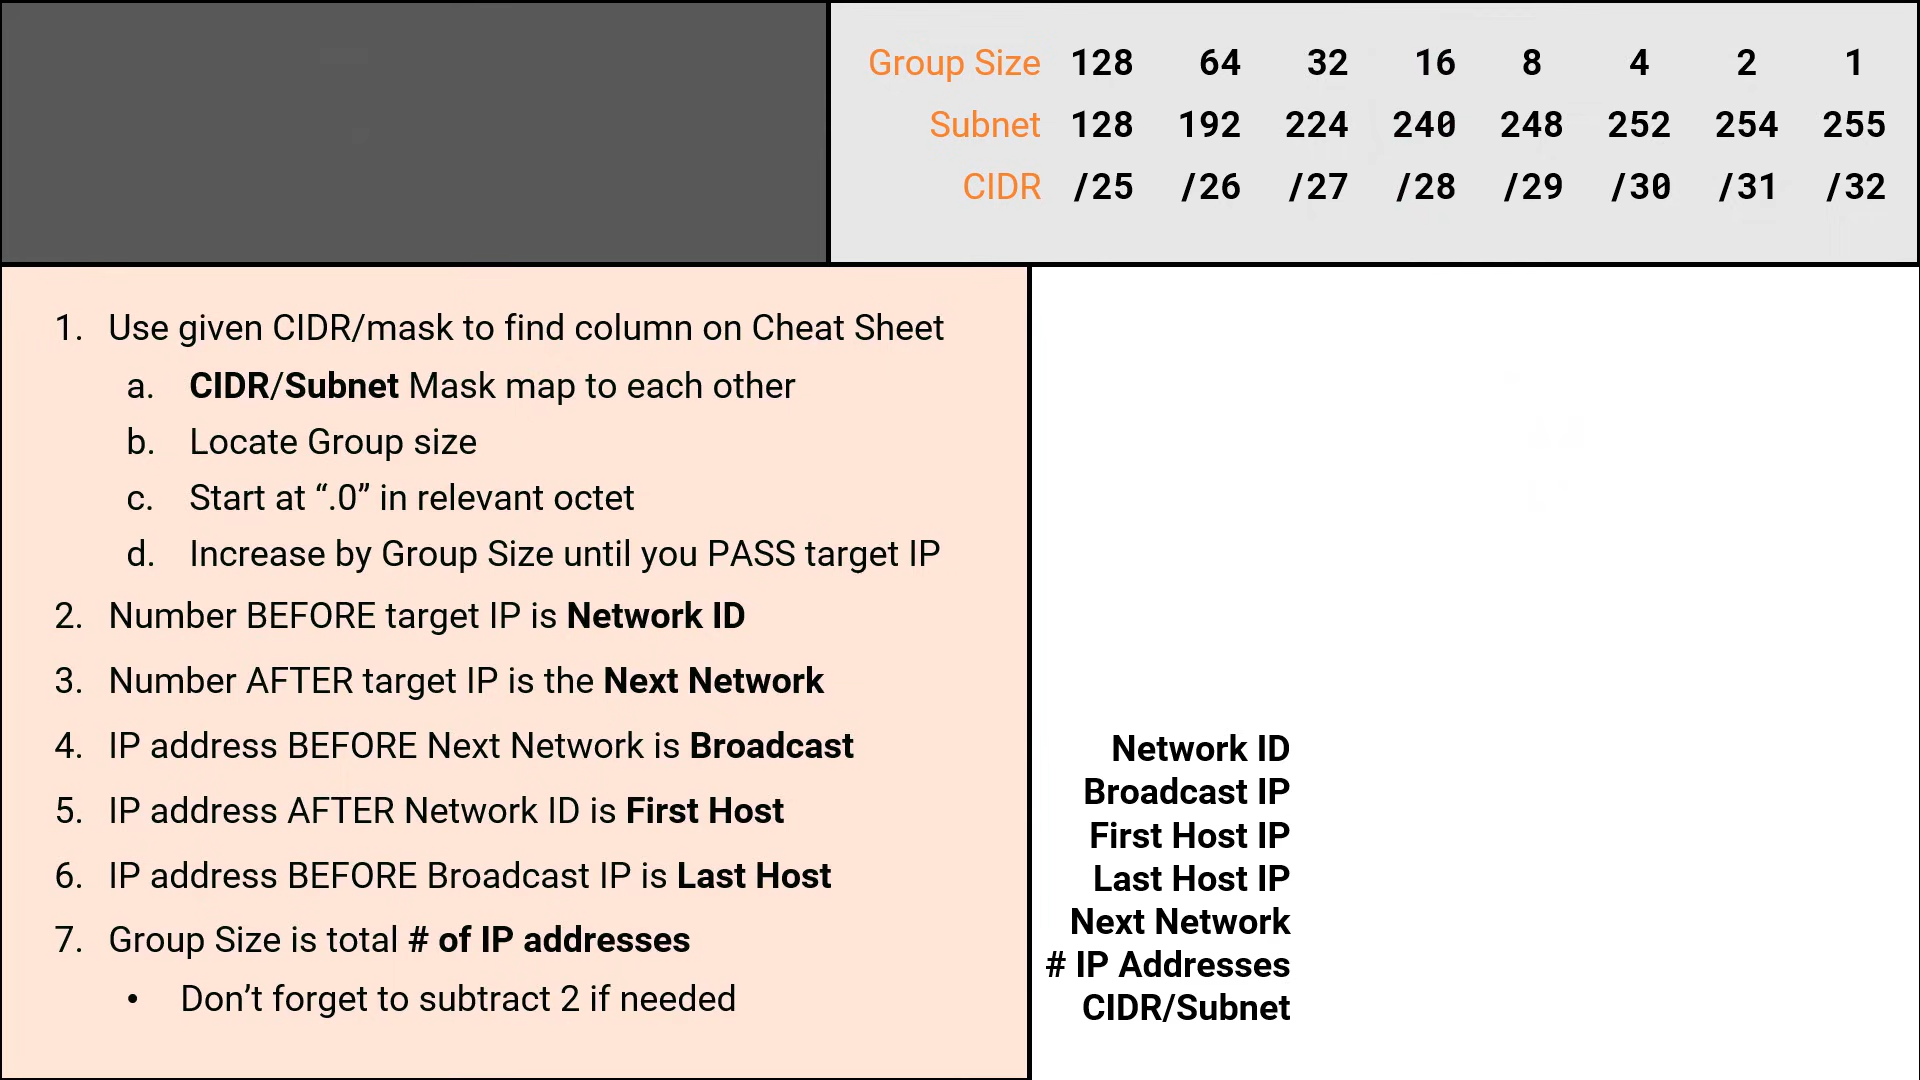 Group Size 128 64 32 16 8 4 2 1
Subnet 128 192 224 240 248 252 254 255
CIDR /25 /26 /27 /28 /29 /30 /31 /32
1. Use given CIDR/mask to find column on Cheat Sheet
a. CIDR/Subnet Mask map to each other
b. Locate Group size
c. Start at “.0” in relevant octet
d. Increase by Group Size until you PASS target IP
2. Number BEFORE target IP is Network ID
3. Number AFTER target IP is the Next Network
4. IP address BEFORE Next Network is Broadcast
5. IP address AFTER Network ID is First Host
6. IP address BEFORE Broadcast IP is Last Host
7. Group Size is total # of IP addresses
• Don’t forget to subtract 2 if needed
Network ID
Broadcast IP
First Host IP
Last Host IP
Next Network
# IP Addresses
CIDR/Subnet